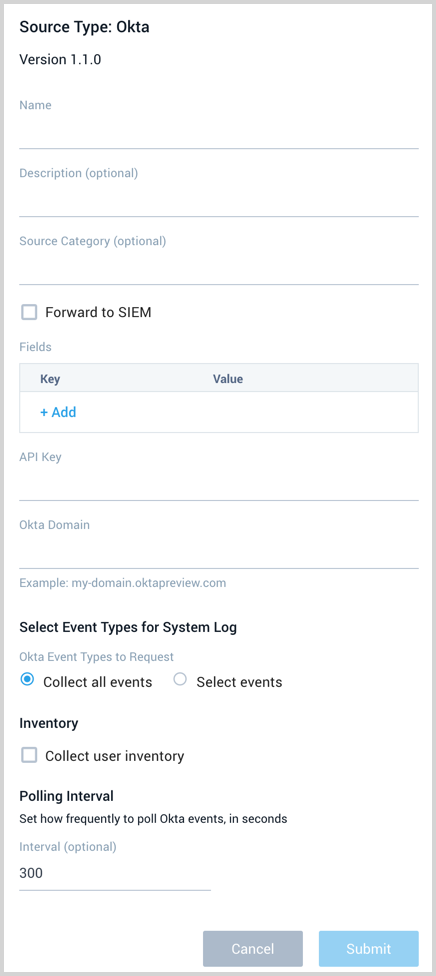 Source Type: Okta
Version 1.1.0
Name
Description (optional)
Source Category (optional)
Forward to SIEM
Fields
Key Value
+ Add
API Key
Okta Domain
Example: my-domain.oktapreview.com
Select Event Types for System Log
Okta Event Types to Request
Collect all events Select events
Inventory
Collect user inventory
Polling Interval
Set how frequently to poll Okta events, in seconds
Interval (optional)
300
Cancel Submit